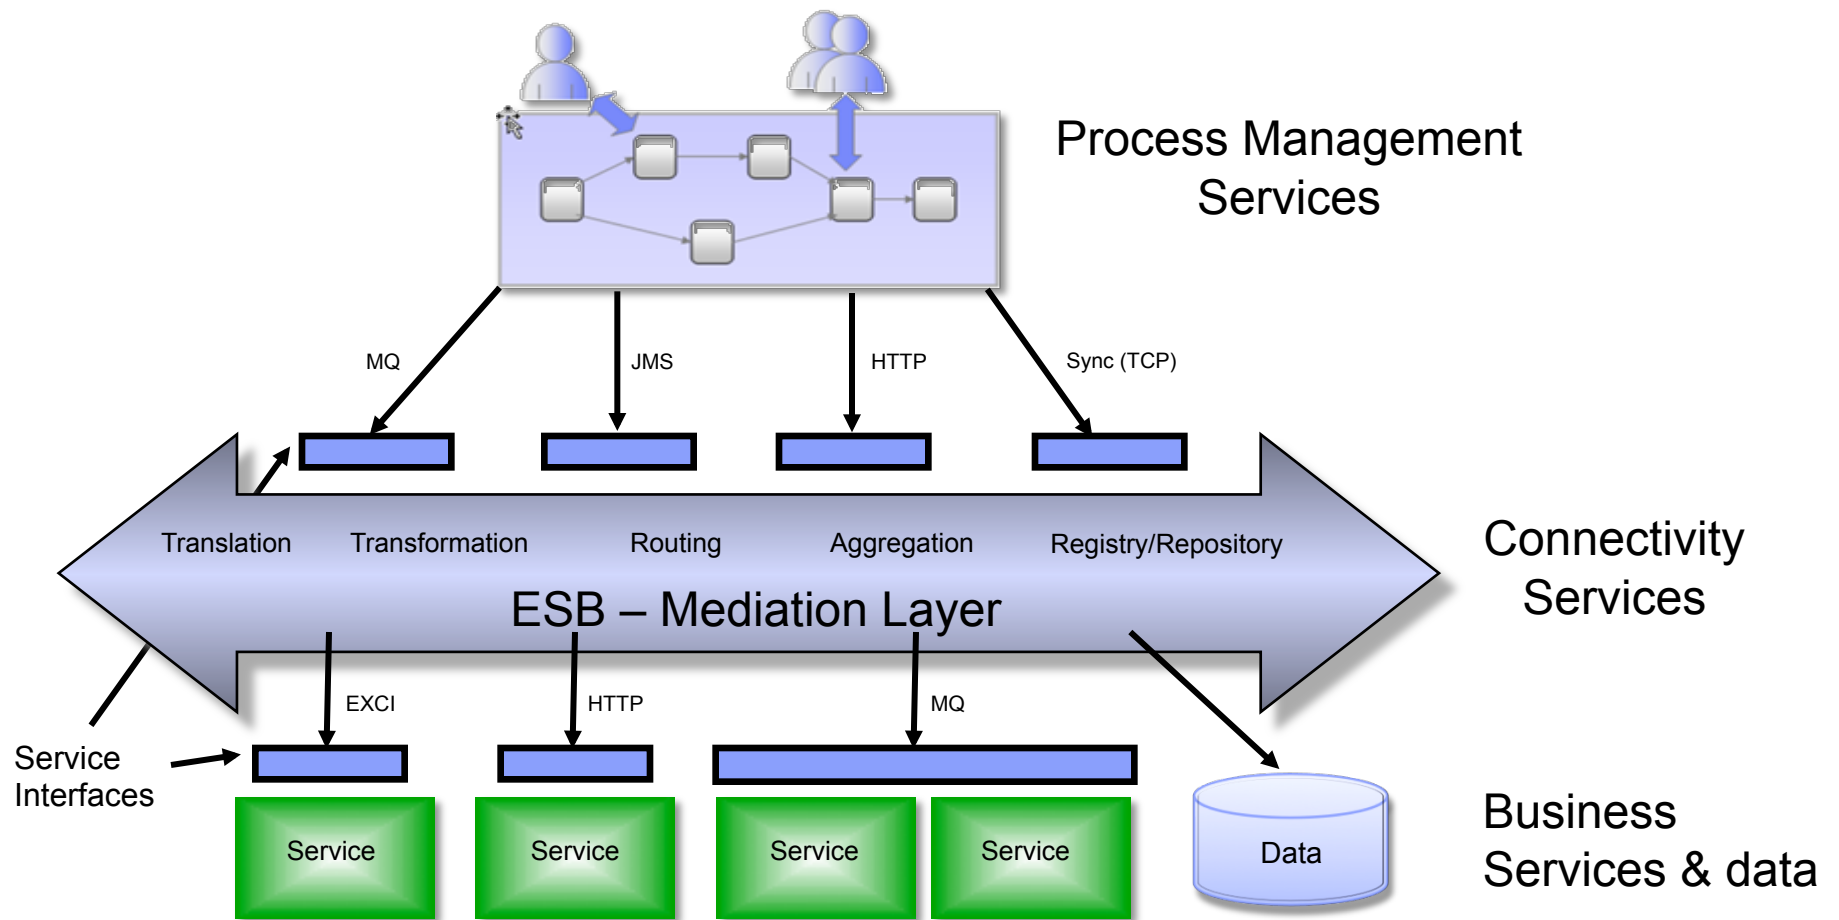 Process Management
Services
MQ
JMS
HTTP
Sync (TCP)
Translation
Transformation
Routing
Aggregation
Registry/Repository
ESB – Mediation Layer
Connectivity
Services
EXCI
HTTP
MQ
Service
Interfaces
Service
Service
Service
Service
Data
Business
Services & data